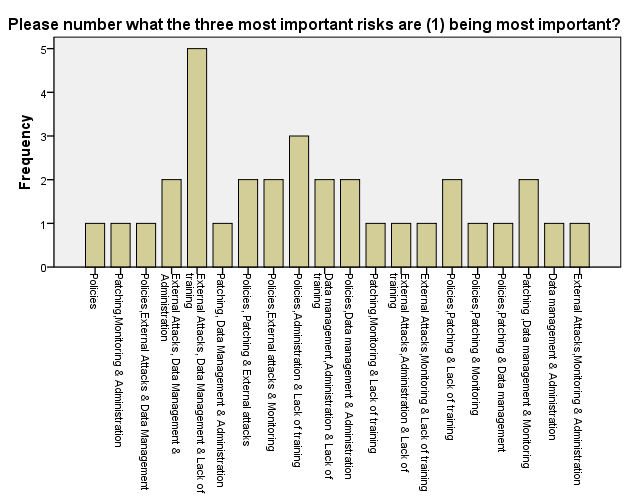 Please number what the three most important risks are (1) being most important?
Frequency
5
4
3
2
1
0
Policies
Patching,Monitoring & Administration
Policies,External Attacks & Data Management
External Attacks, Data Management &
Administration
External Attacks, Data Management & Lack of
training
Patching, Data Management & Administration
Policies, Patching & External attacks
Policies,External attacks & Monitoring
Policies,Administration & Lack of training
Data management,Administration & Lack of
training
Policies,Data management & Administration
Patching,Monitoring & Lack of training
External Attacks,Administration & Lack of
training
External Attacks,Monitoring & Lack of training
Policies,Patching & Lack of training
Policies,Patching & Monitoring
Policies,Patching & Data management
Patching ,Data management & Monitoring
Data management & Administration
External Attacks,Monitoring & Administration